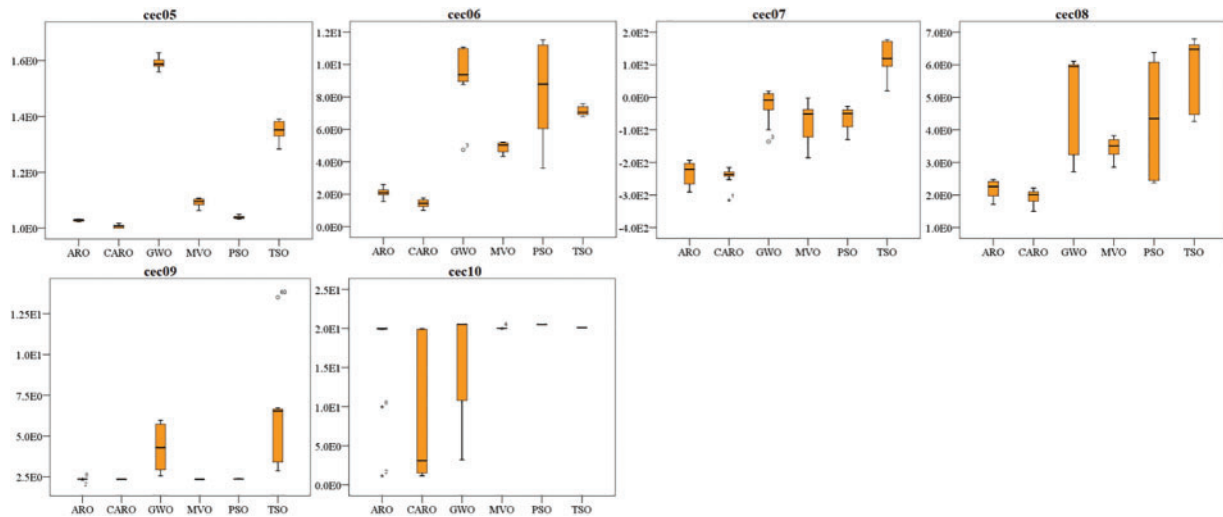 cec05
cec06
cec07
cec08
1.6E0
1.4E0
1.2E0
1.0E0
ARO CARO GWO MVO PSO TSO
1.2E1
1.0E1
8.0E0
6.0E0
4.0E0
2.0E0
0.0E0
ARO CARO GWO MVO PSO TSO
2.0E2
1.0E2
0.0E0
-1.0E2
-2.0E2
-3.0E2
-4.0E2
ARO CARO GWO MVO PSO TSO
7.0E0
6.0E0
5.0E0
4.0E0
3.0E0
2.0E0
1.0E0
ARO CARO GWO MVO PSO TSO
cec09
cec10
1.25E1
1.0E1
7.5E0
5.0E0
2.5E0
ARO CARO GWO MVO PSO TSO
2.5E1
2.0E1
1.5E1
1.0E1
5.0E0
0.0E0
ARO CARO GWO MVO PSO TSO